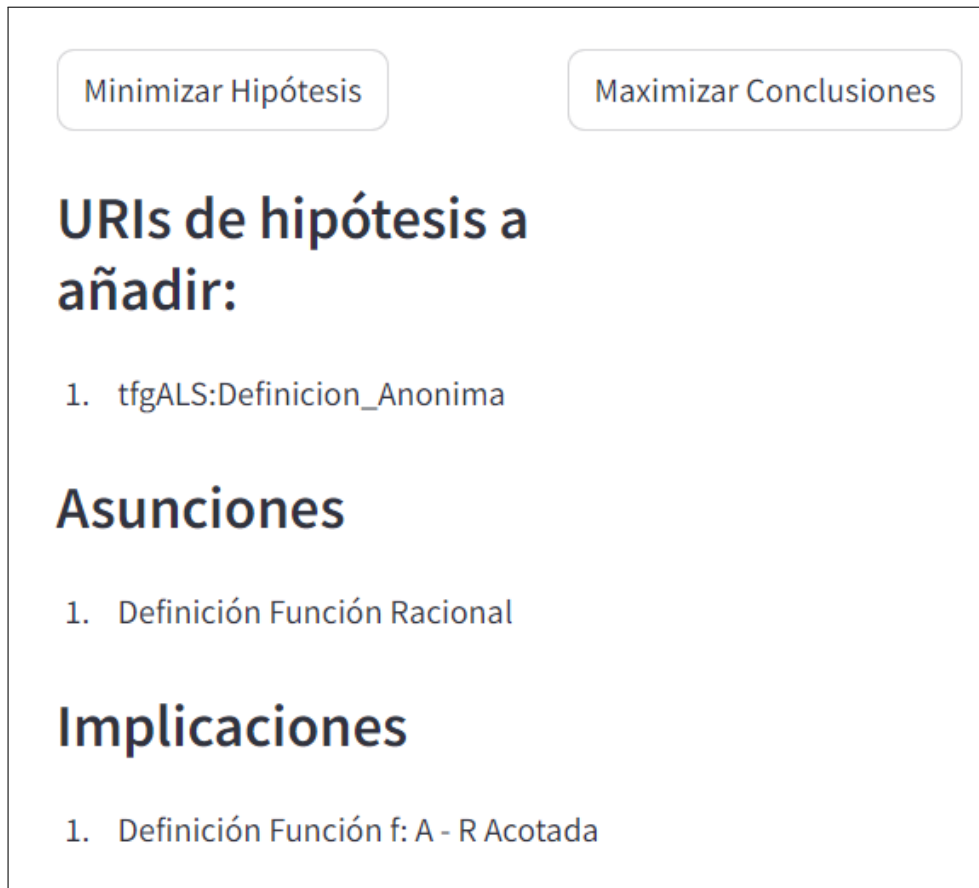 Minimizar Hipótesis
Maximizar Conclusiones
URIs de hipótesis a
añadir:
1. tfgALS:Definicion_Anonima
Asunciones
1. Definición Función Racional
Implicaciones
1. Definición Función f: A - R Acotada